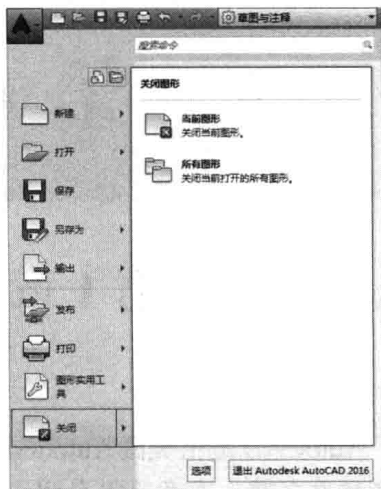 草图与注释
搜索命令
关闭图形
新建
当前图形
关闭当前图形。
打开
所有图形
关闭当前打开的所有图形。
保存
另存为
输出
发布
打印
图形实用工
具
关闭
选项
退出 Autodesk AutoCAD 2016